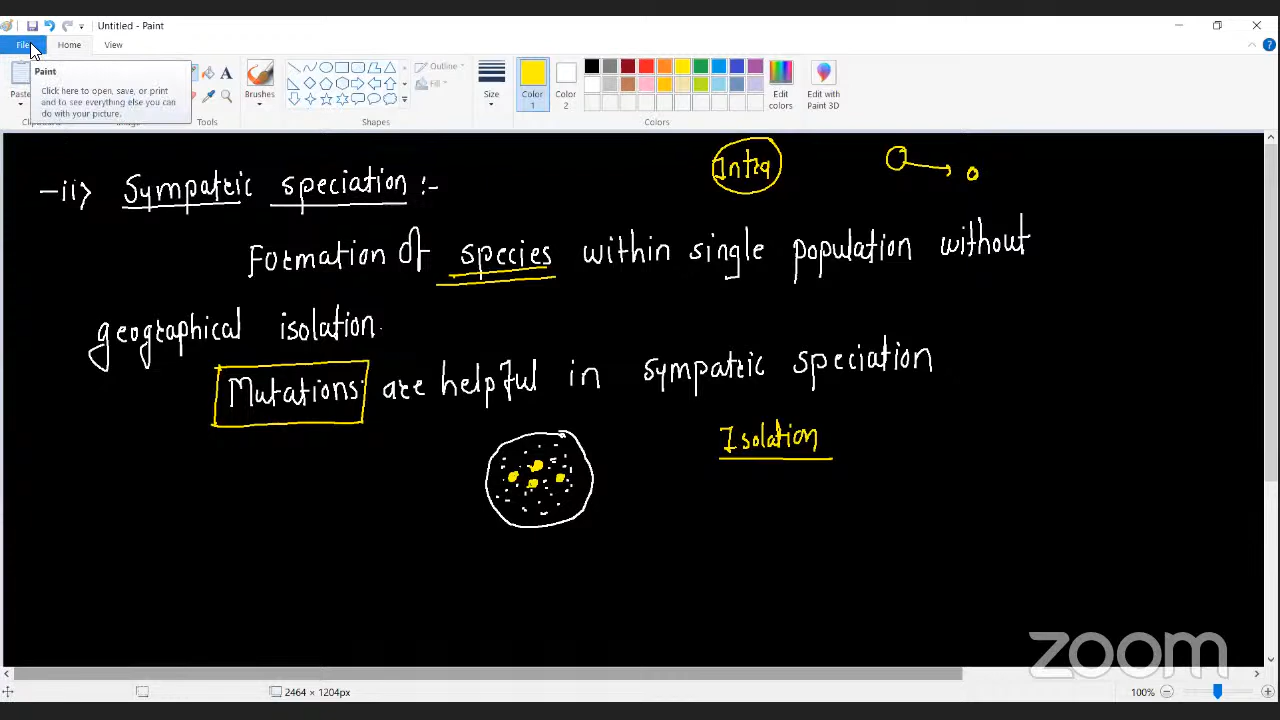 Untitled - Paint
File Home View
Paint
Click here to open, save, or print
and to see everything else you can
do with your picture.
Paste
Tools
Brushes
Shapes
Outline
Fill
Size
Color 1
Color 2
Edit colors
Edit with Paint 3D
Colors
Intra
-ii> Sympatric speciation :-
Formation of species within single population without
geographical isolation.
Mutations are helpful in sympatric speciation
Isolation
zoom
2464 × 1204px
100%